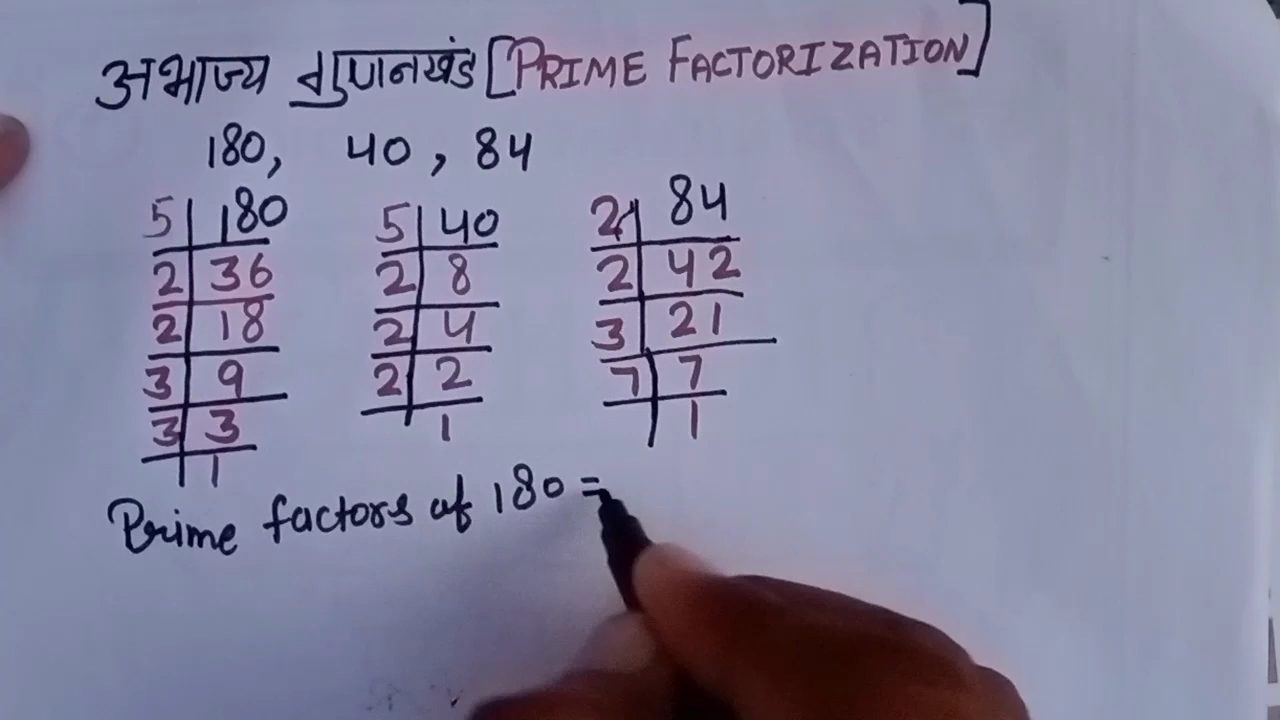 अभाज्य गुणनखंड [PRIME FACTORIZATION]
180, 40, 84
5 | 180
2 | 36
2 | 18
3 | 9
3 | 3
1
5 | 40
2 | 8
2 | 4
2 | 2
1
2 | 84
2 | 42
3 | 21
7 | 7
1
Prime factors of 180 =